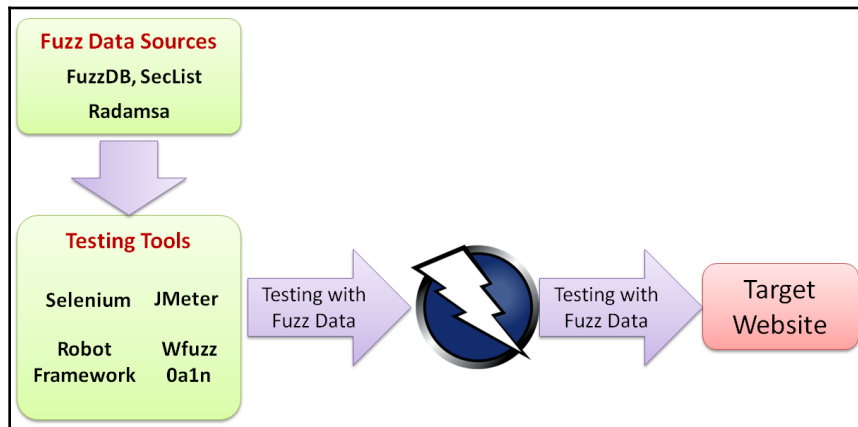 Fuzz Data Sources
FuzzDB, SecList
Radamsa
Testing Tools
Selenium JMeter
Robot Wfuzz
Framework 0a1n
Testing with
Fuzz Data
Testing with
Fuzz Data
Target
Website